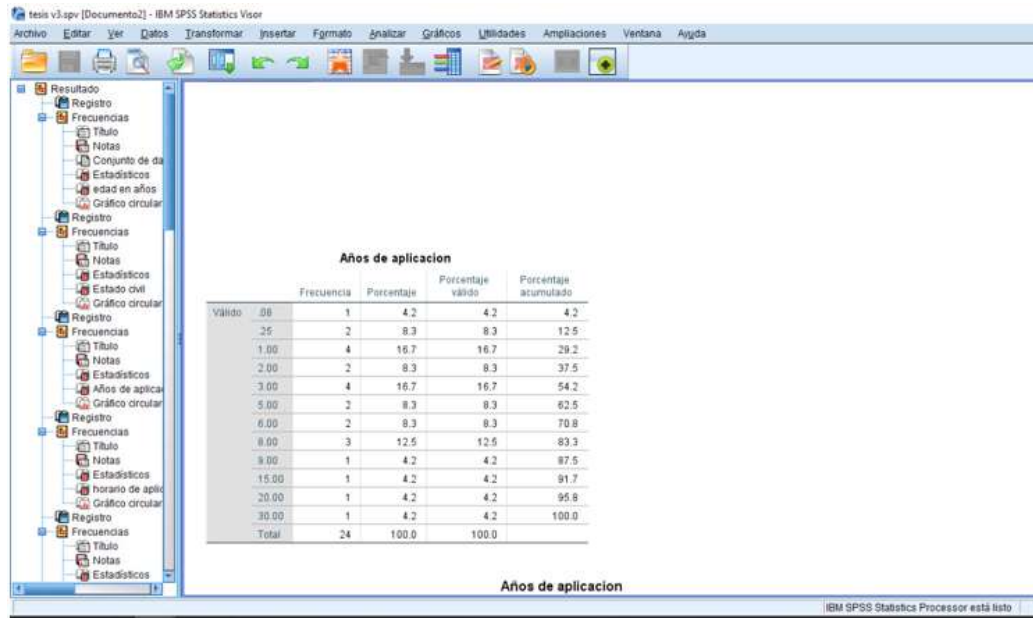 tesis v3.spv [Documento2] - IBM SPSS Statistics Visor
Archivo Editar Ver Datos Transformar Insertar Formato Analizar Gráficos Utilidades Ampliaciones Ventana Ayuda
Resultado
Registro
Frecuencias
Título
Notas
Conjunto de da
Estadísticos
edad en años
Gráfico circular
Registro
Frecuencias
Título
Notas
Estadísticos
Estado civil
Gráfico circular
Registro
Frecuencias
Título
Notas
Estadísticos
Años de aplica
Gráfico circular
Registro
Frecuencias
Título
Notas
Estadísticos
horario de aplic
Gráfico circular
Registro
Frecuencias
Título
Notas
Estadísticos
Años de aplicacion
Frecuencia Porcentaje Porcentaje válido Porcentaje acumulado
Válido .08 1 4.2 4.2 4.2
.25 2 8.3 8.3 12.5
1.00 4 16.7 16.7 29.2
2.00 2 8.3 8.3 37.5
3.00 4 16.7 16.7 54.2
5.00 2 8.3 8.3 62.5
6.00 2 8.3 8.3 70.8
8.00 3 12.5 12.5 83.3
9.00 1 4.2 4.2 87.5
15.00 1 4.2 4.2 91.7
20.00 1 4.2 4.2 95.8
30.00 1 4.2 4.2 100.0
Total 24 100.0 100.0
Años de aplicacion
IBM SPSS Statistics Processor está listo